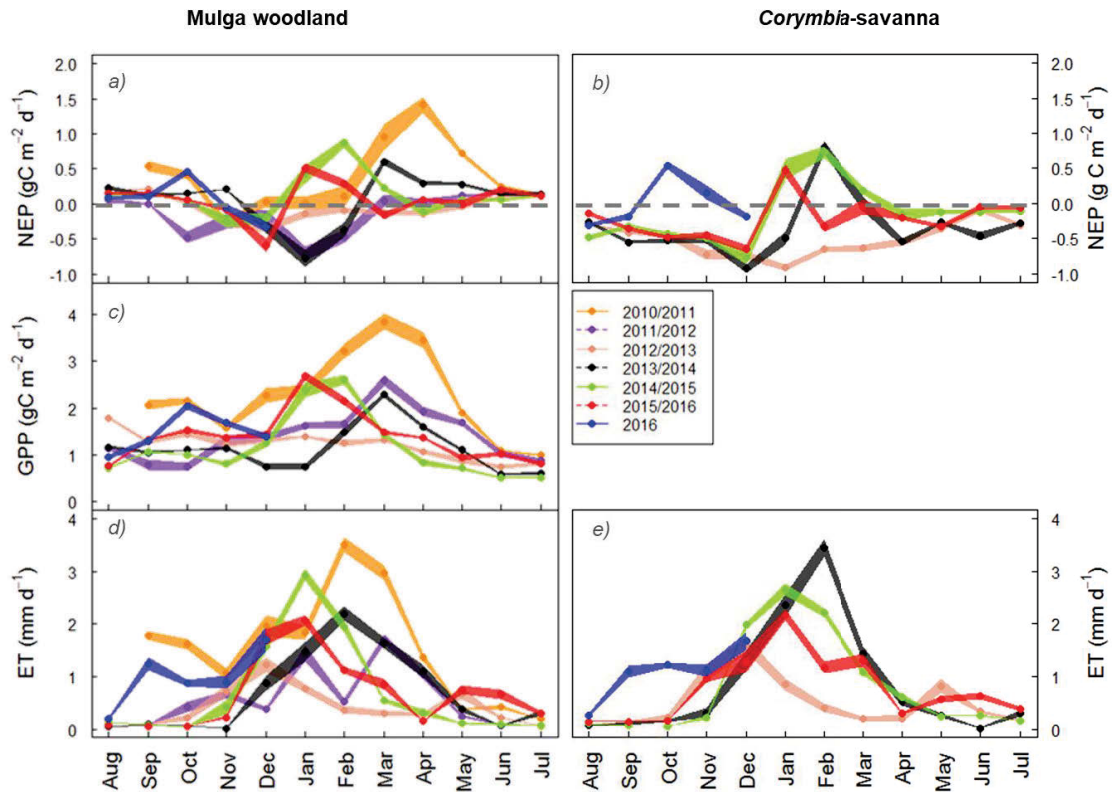 Mulga woodland
Corymbia-savanna
a)
NEP (gC m⁻² d⁻¹)
2.0
1.5
1.0
0.5
0.0
-0.5
-1.0
b)
2.0
1.5
1.0
0.5
0.0
-0.5
-1.0
NEP (g C m⁻² d⁻¹)
c)
GPP (gC m⁻² d⁻¹)
4
3
2
1
0
2010/2011
2011/2012
2012/2013
2013/2014
2014/2015
2015/2016
2016
d)
ET (mm d⁻¹)
4
3
2
1
0
Aug
Sep
Oct
Nov
Dec
Jan
Feb
Mar
Apr
May
Jun
Jul
e)
4
3
2
1
0
ET (mm d⁻¹)
Aug
Sep
Oct
Nov
Dec
Jan
Feb
Mar
Apr
May
Jun
Jul